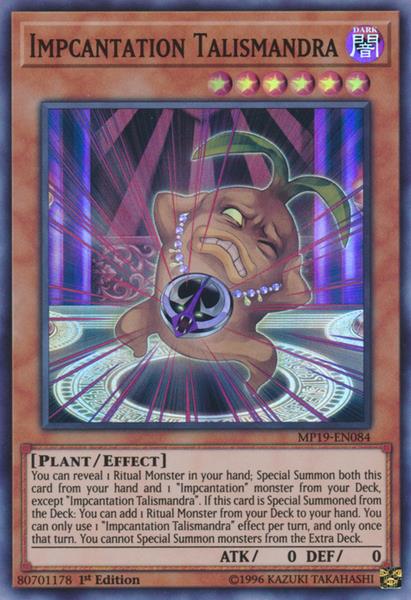 IMPCANTATION TALISMANDRA
DARK
闇
MP19-EN084
[PLANT/EFFECT]
You can reveal 1 Ritual Monster in your hand; Special Summon both this
card from your hand and 1 "Impcantation" monster from your Deck,
except "Impcantation Talismandra". If this card is Special Summoned from
the Deck: You can add 1 Ritual Monster from your Deck to your hand. You
can only use 1 "Impcantation Talismandra" effect per turn, and only once
that turn. You cannot Special Summon monsters from the Extra Deck.
ATK/ 0 DEF/ 0
80701178 1st Edition ©1996 KAZUKI TAKAHASHI